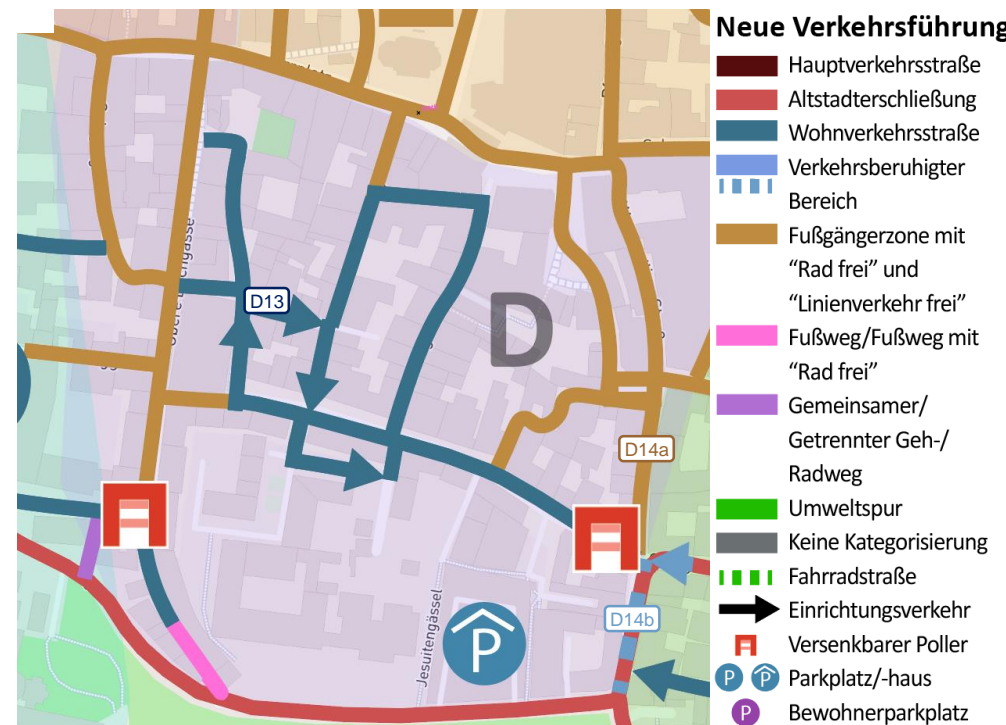 Neue Verkehrsführung
Hauptverkehrsstraße
Altstadterschließung
Wohnverkehrsstraße
Verkehrsberuhigter
Bereich
Fußgängerzone mit
“Rad frei” und
“Linienverkehr frei”
Fußweg/Fußweg mit
“Rad frei”
Gemeinsamer/
Getrennter Geh-/
Radweg
Umweltspur
Keine Kategorisierung
Fahrradstraße
Einrichtungsverkehr
Versenkbarer Poller
P P Parkplatz/-haus
P Bewohnerparkplatz
D13
D
D14a
D14b
P
Jesuitengässel